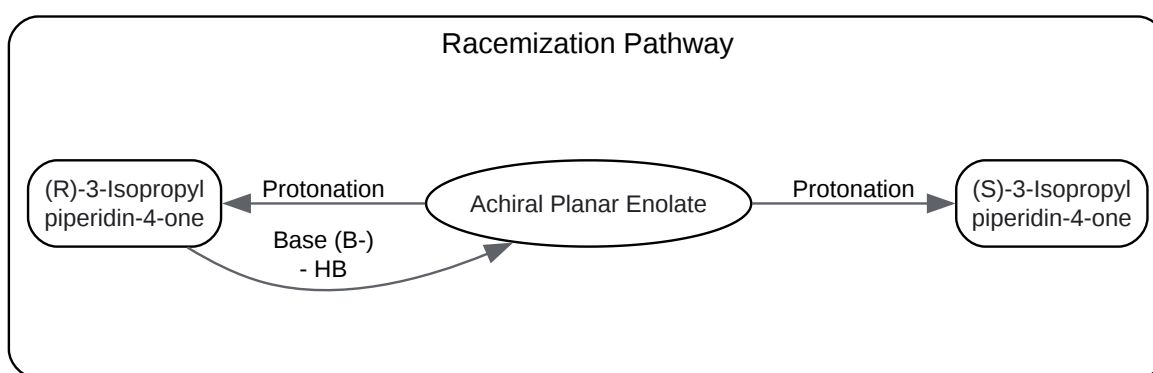 Racemization Pathway
(R)-3-Isopropyl
piperidin-4-one
Protonation
Base (B-)
- HB
Achiral Planar Enolate
Protonation
(S)-3-Isopropyl
piperidin-4-one